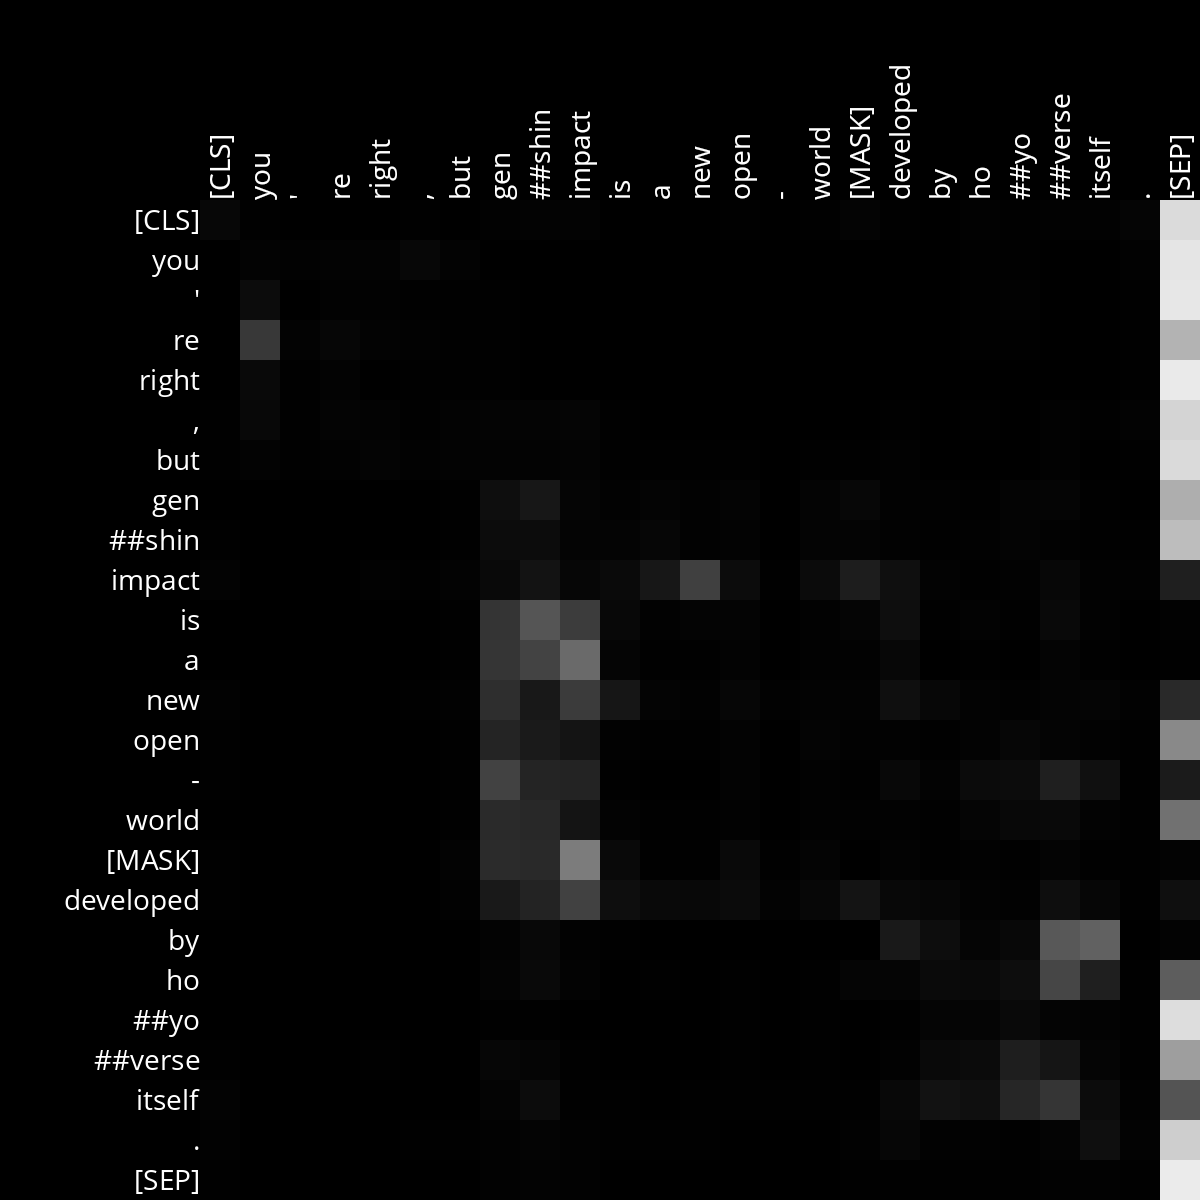 [CLS] you ' re right , but gen ##shin impact is a new open - world [MASK] developed by ho ##yo ##verse itself . [SEP]
[CLS]
you
'
re
right
,
but
gen
##shin
impact
is
a
new
open
-
world
[MASK]
developed
by
ho
##yo
##verse
itself
.
[SEP]